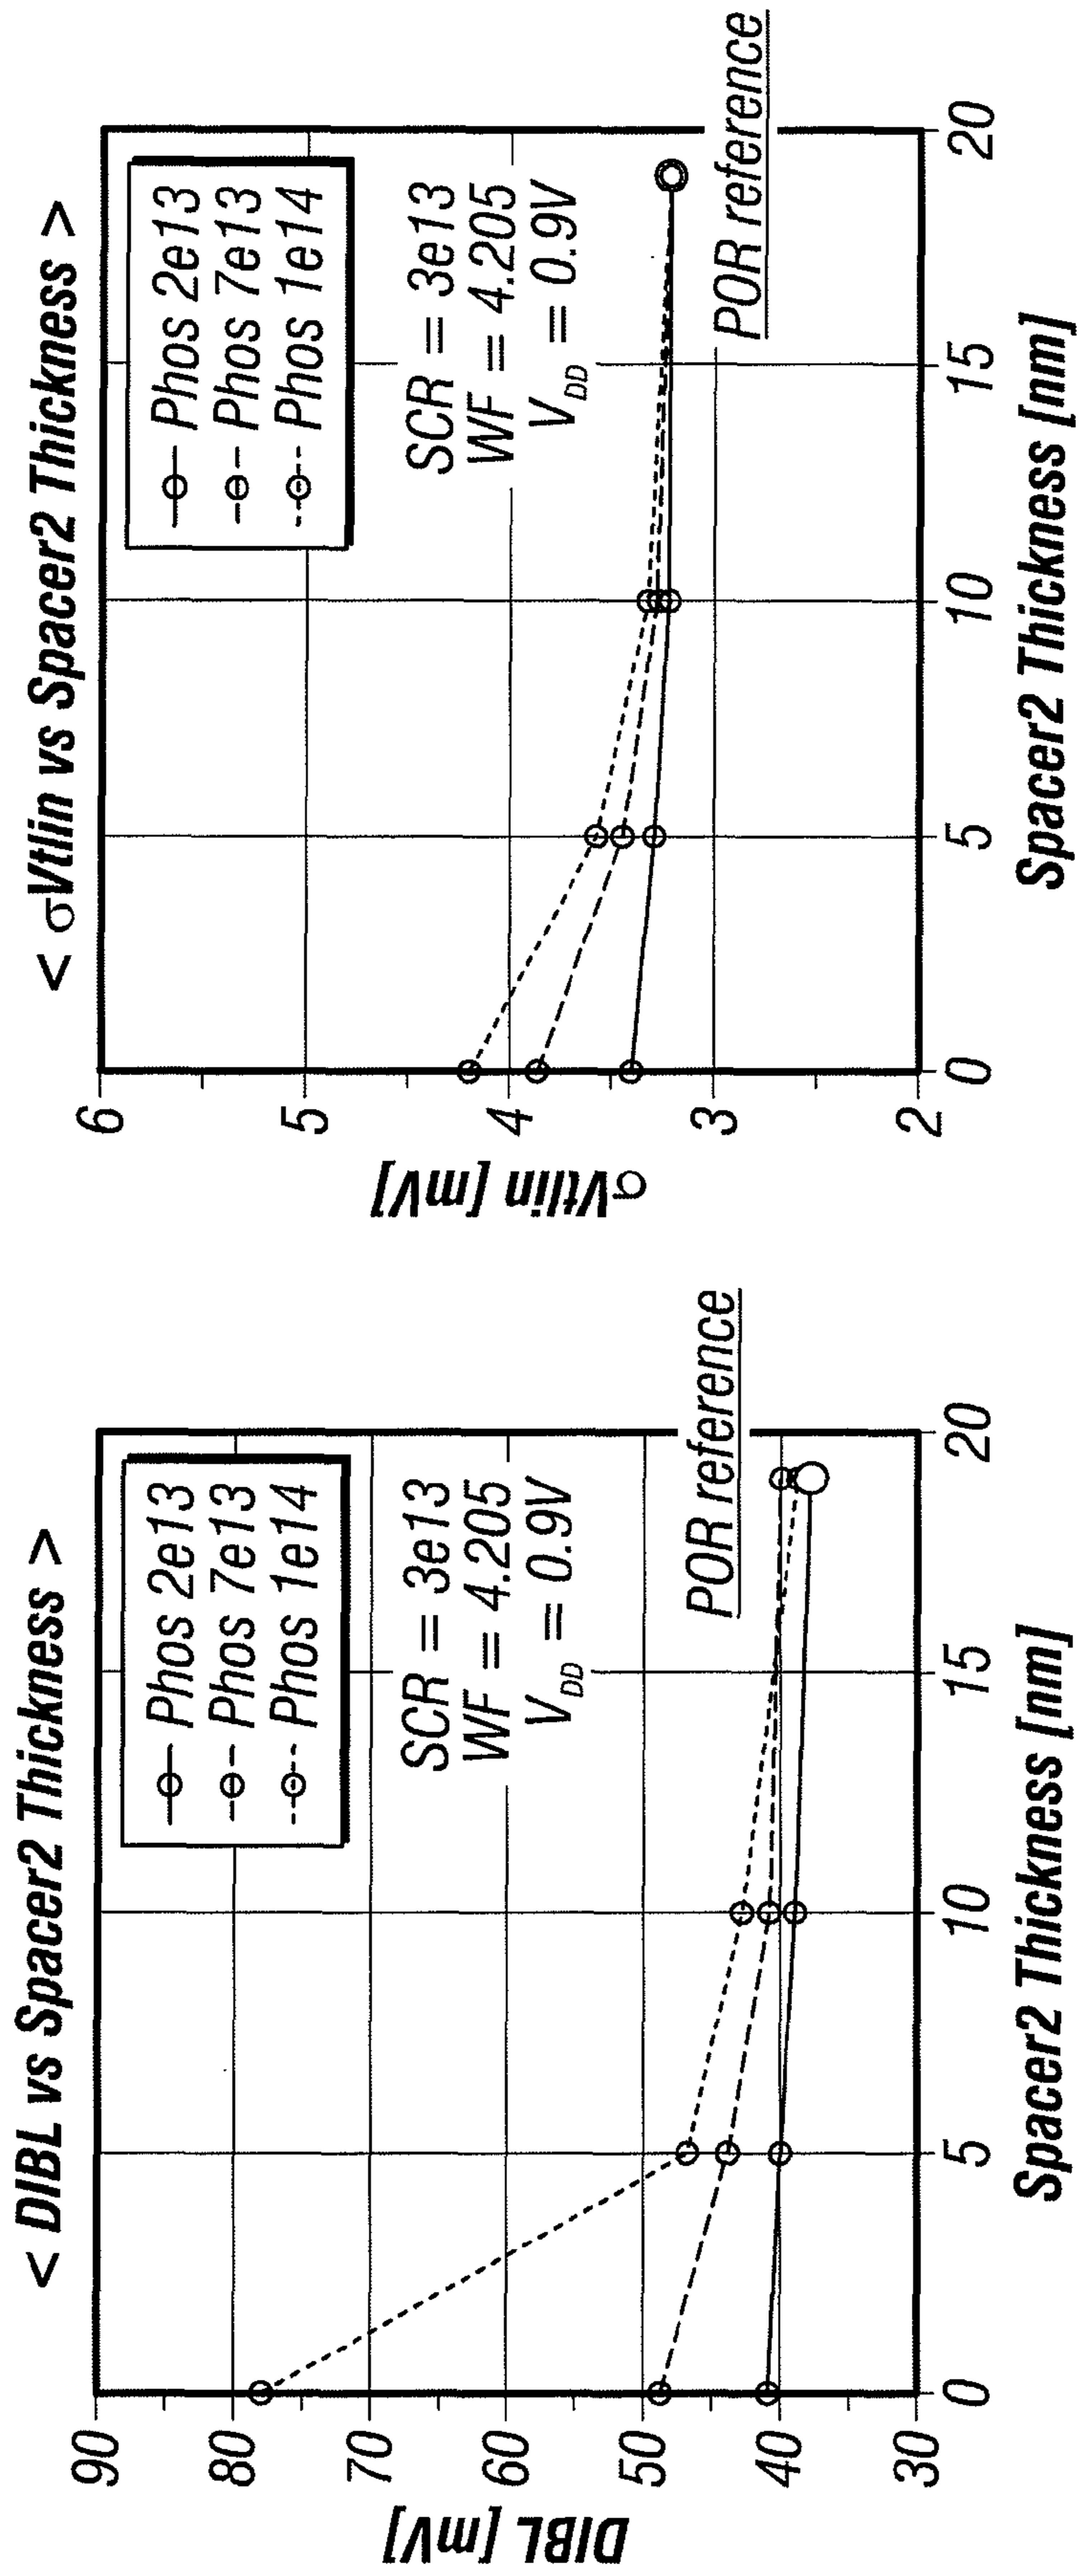 < DIBL vs Spacer2 Thickness >
DIBL [mV]
90
80
70
60
50
40
30
Phos 2e13
Phos 7e13
Phos 1e14
SCR = 3e13
WF = 4.205
VDD = 0.9V
POR reference
0
5
10
15
20
Spacer2 Thickness [nm]
< σVtlin vs Spacer2 Thickness >
σVtlin [mV]
6
5
4
3
2
Phos 2e13
Phos 7e13
Phos 1e14
SCR = 3e13
WF = 4.205
VDD = 0.9V
POR reference
0
5
10
15
20
Spacer2 Thickness [nm]